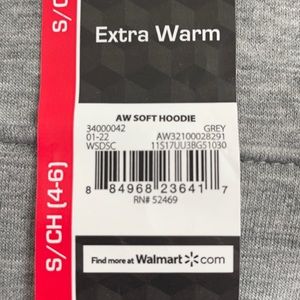 S/C
Extra Warm
AW SOFT HOODIE
34000042 GREY
01-22 AW32100028291
WSDSC 11S17UU3BG51030
8 84968 23641 7
RN# 52469
S/CH (4-6)
Find more at Walmart.com